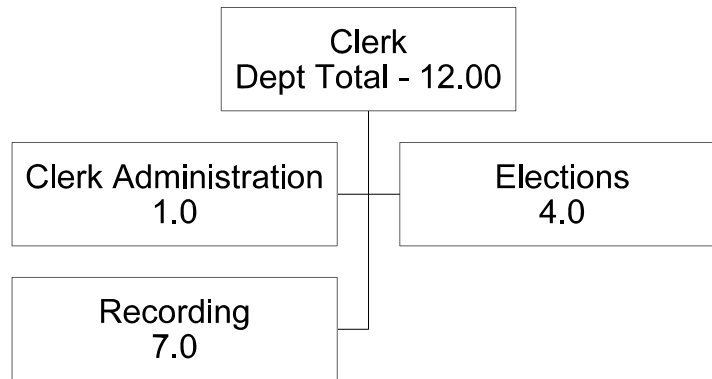 Clerk
Dept Total - 12.00
Clerk Administration
1.0
Elections
4.0
Recording
7.0